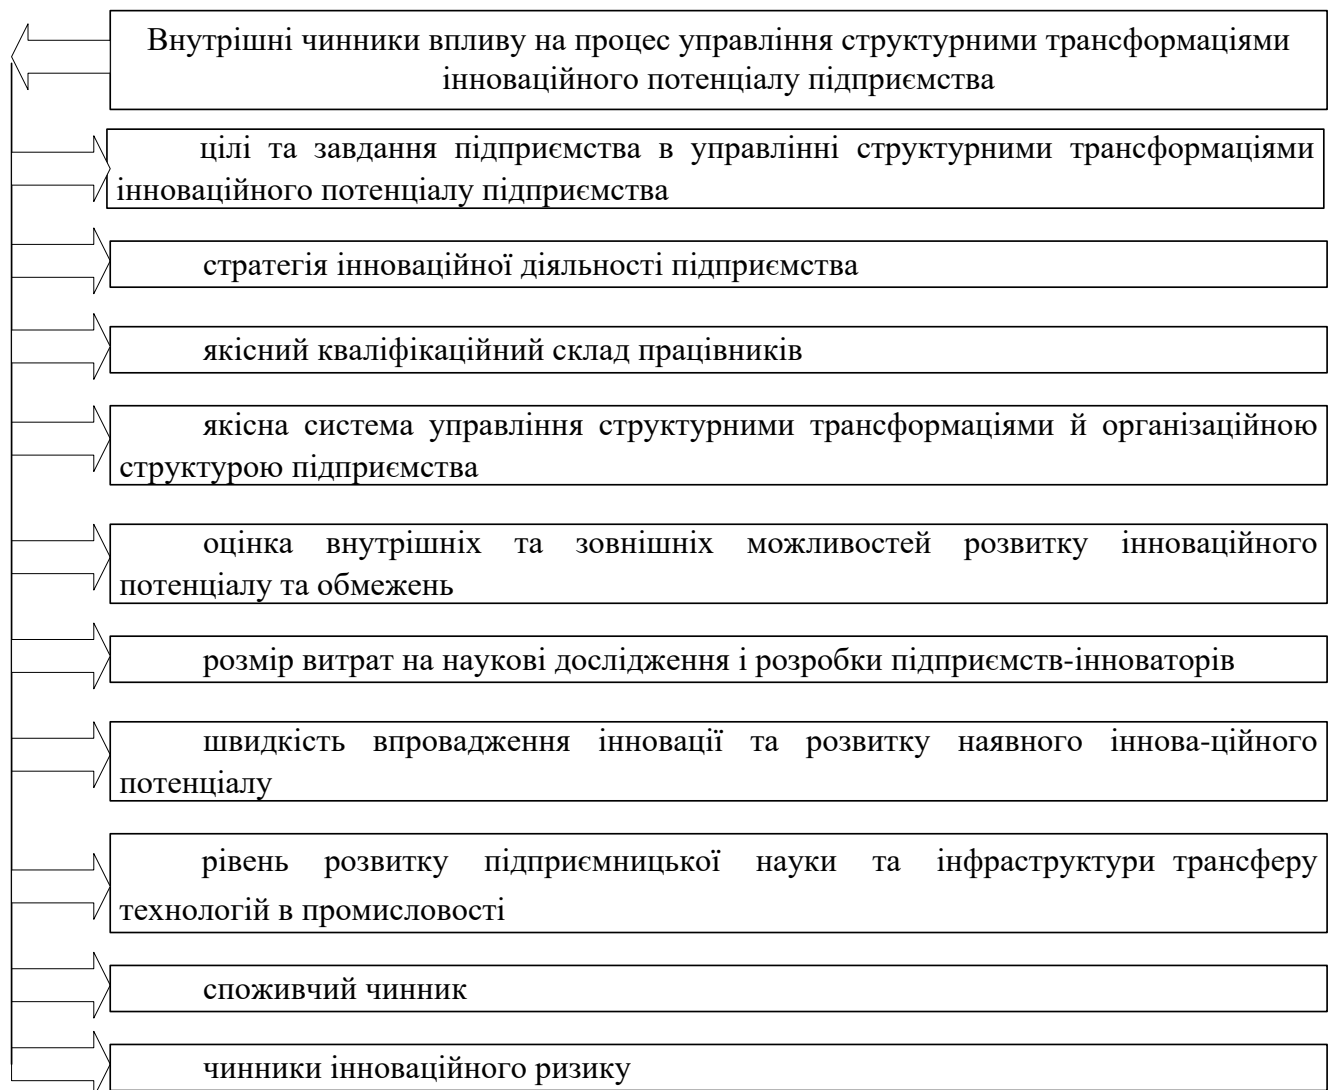 Внутрішні чинники впливу на процес управління структурними трансформаціями
інноваційного потенціалу підприємства
цілі та завдання підприємства в управлінні структурними трансформаціями
інноваційного потенціалу підприємства
стратегія інноваційної діяльності підприємства
якісний кваліфікаційний склад працівників
якісна система управління структурними трансформаціями й організаційною
структурою підприємства
оцінка внутрішніх та зовнішніх можливостей розвитку інноваційного
потенціалу та обмежень
розмір витрат на наукові дослідження і розробки підприємств-інноваторів
швидкість впровадження інновації та розвитку наявного іннова-ційного
потенціалу
рівень розвитку підприємницької науки та інфраструктури трансферу
технологій в промисловості
споживчий чинник
чинники інноваційного ризику